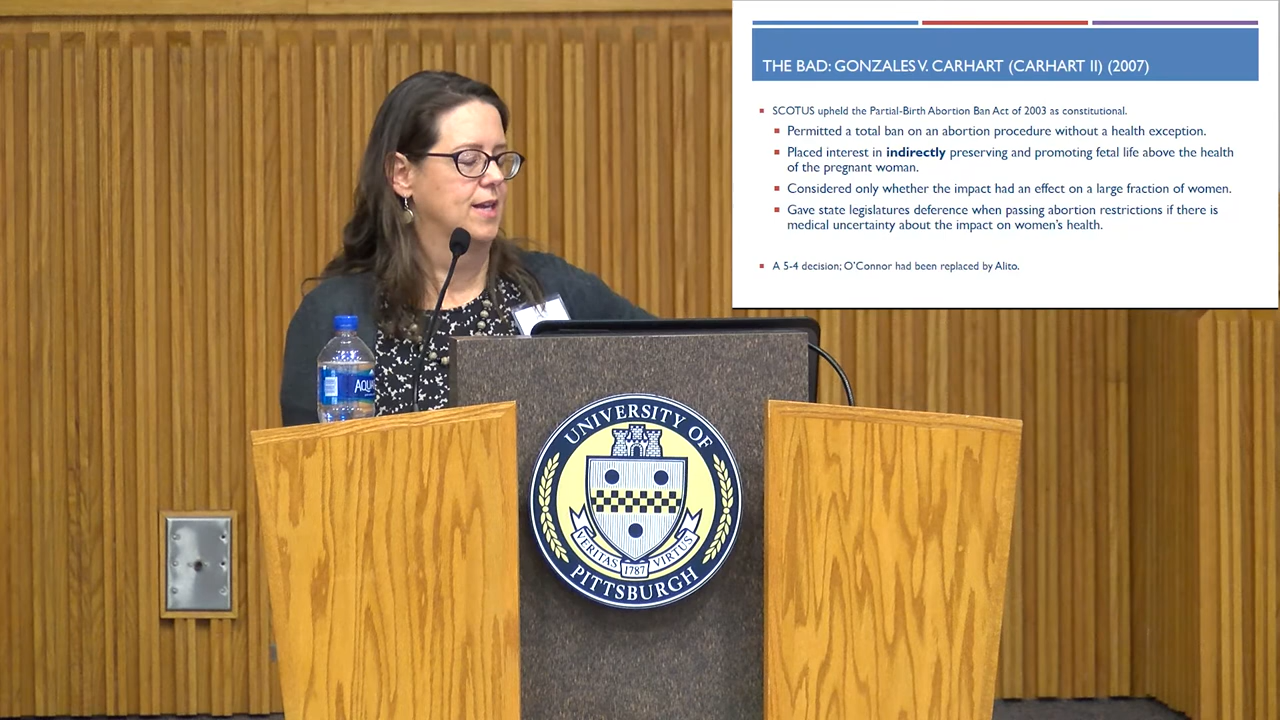 THE BAD: GONZALES V. CARHART (CARHART II) (2007)
SCOTUS upheld the Partial-Birth Abortion Ban Act of 2003 as constitutional.
Permitted a total ban on an abortion procedure without a health exception.
Placed interest in indirectly preserving and promoting fetal life above the health
of the pregnant woman.
Considered only whether the impact had an effect on a large fraction of women.
Gave state legislatures deference when passing abortion restrictions if there is
medical uncertainty about the impact on women's health.
A 5-4 decision; O'Connor had been replaced by Alito.
UNIVERSITY OF
VERITAS 1787 VIRTUS
PITTSBURGH